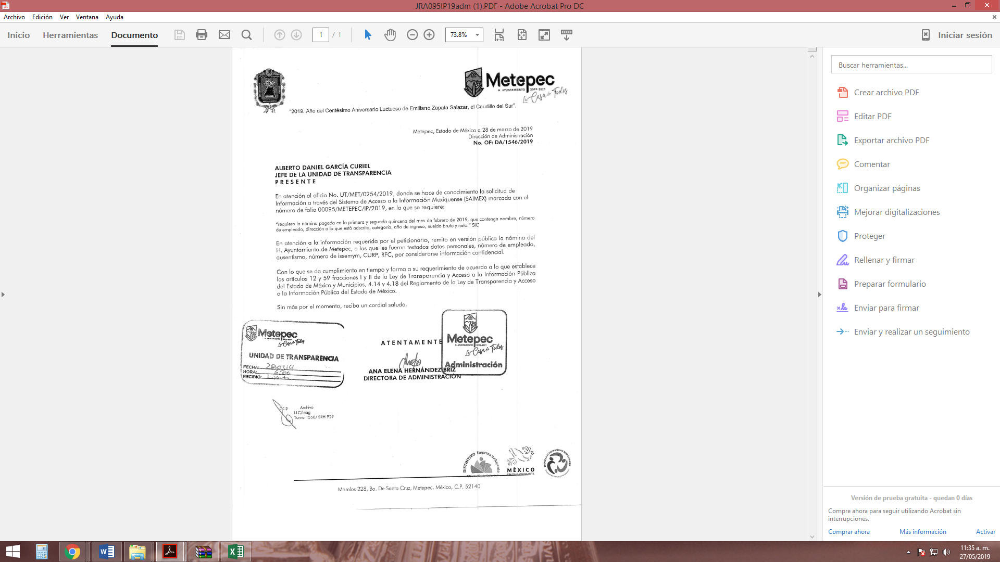 JRA095IP19adm (1).PDF - Adobe Acrobat Pro DC
Archivo Edición Ver Ventana Ayuda
Inicio Herramientas Documento 1 / 1 73.8% Iniciar sesión
Metepec
H. AYUNTAMIENTO 2019-2021
La Casa de Todos
"2019. Año del Centésimo Aniversario Luctuoso de Emiliano Zapata Salazar, el Caudillo del Sur".
Metepec, Estado de México a 28 de marzo de 2019
Dirección de Administración
No. OF: DA/1546/2019
ALBERTO DANIEL GARCÍA CURIEL
JEFE DE LA UNIDAD DE TRANSPARENCIA
P R E S E N T E
En atención al oficio No. UT/MET/0254/2019, donde se hace de conocimiento la solicitud de
Información a través del Sistema de Acceso a la Información Mexiquense (SAIMEX) marcada con el
número de folio 00095/METEPEC/IP/2019, en la que se requiere:
"requiero la nómina pagada en la primera y segunda quincena del mes de febrero de 2019, que contenga nombre, número
de empleado, dirección a la que está adscrito, categoría, año de ingreso, sueldo bruto y neto." SIC
En atención a la información requerida por el peticionario, remito en versión pública la nómina del
H. Ayuntamiento de Metepec, a las que les fueron testados datos personales, número de empleado,
ausentismo, número de issemym, CURP, RFC, por considerarse información confidencial.
Con lo que se da cumplimiento en tiempo y forma a su requerimiento de acuerdo a lo que establece
los artículos 12 y 59 fracciones I y II de la Ley de Transparencia y Acceso a la Información Pública
del Estado de México y Municipios, 4.14 y 4.18 del Reglamento de la Ley de Transparencia y Acceso
a la Información Pública del Estado de México.
Sin más por el momento, reciba un cordial saludo.
Metepec
H. AYUNTAMIENTO 2019-2021
La Casa de Todos
UNIDAD DE TRANSPARENCIA
FECHA: 280319
HORA:
RECIBIÓ:
A T E N T A M E N T E
ANA ELENA HERNÁNDEZ BRIZ
DIRECTORA DE ADMINISTRACIÓN
Metepec
H. AYUNTAMIENTO 2019-2021
La Casa de Todos
Administración
c.c.p Archivo
LLC/laag
Turno 1550/ SRH 929
DISTINTIVO Empresa Incluyente
MÉXICO
SIN TRABAJO INFANTIL
EMPRESA FAMILIARMENTE RESPONSABLE
Morelos 228, Bo. De Santa Cruz, Metepec, México, C.P. 52140
Buscar herramientas...
Crear archivo PDF
Editar PDF
Exportar archivo PDF
Comentar
Organizar páginas
Mejorar digitalizaciones
Proteger
Rellenar y firmar
Preparar formulario
Enviar para firmar
Enviar y realizar un seguimiento
Versión de prueba gratuita - quedan 0 días
Compre ahora para seguir utilizando Acrobat sin
interrupciones.
Comprar ahora Más información Activar
11:35 a. m.
27/05/2019